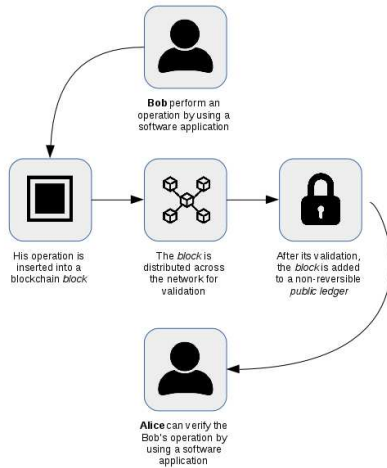 Bob perform an
operation by using a
software application
His operation is
inserted into a
blockchain block
The block is
distributed across
the network for
validation
After its validation,
the block is added
to a non-reversible
public ledger
Alice can verify the
Bob's operation by
using a software
application